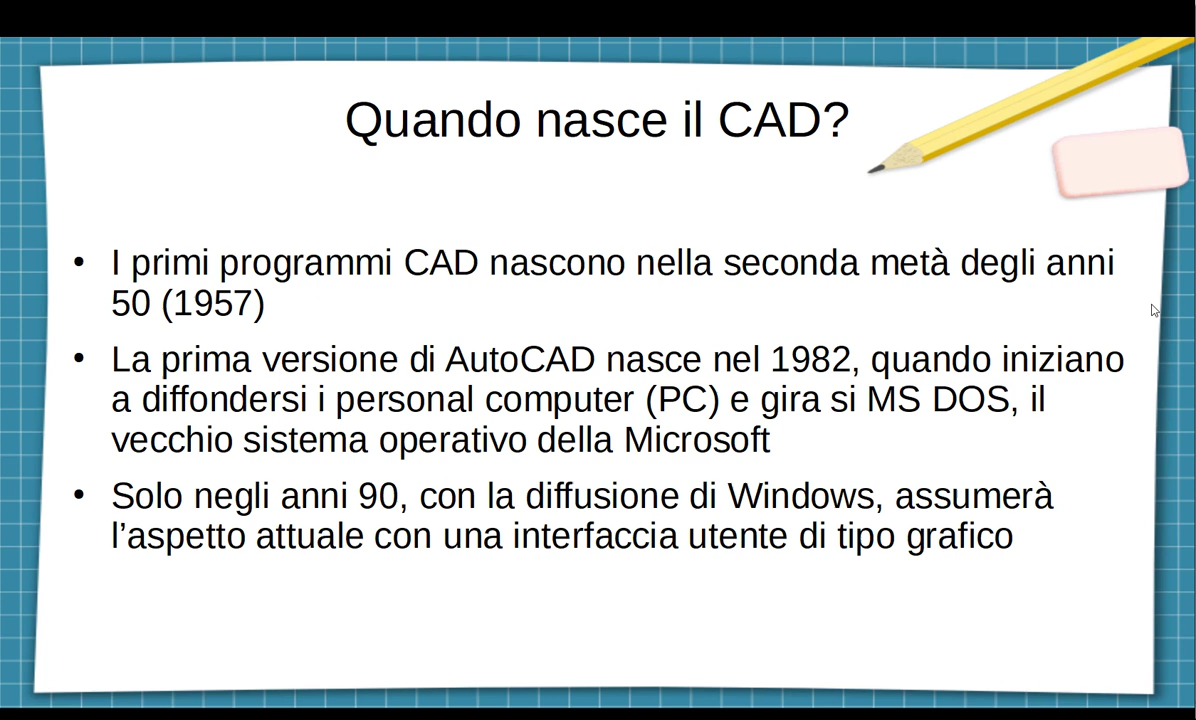 Quando nasce il CAD?
• I primi programmi CAD nascono nella seconda metà degli anni
50 (1957)
• La prima versione di AutoCAD nasce nel 1982, quando iniziano
a diffondersi i personal computer (PC) e gira si MS DOS, il
vecchio sistema operativo della Microsoft
• Solo negli anni 90, con la diffusione di Windows, assumerà
l’aspetto attuale con una interfaccia utente di tipo grafico